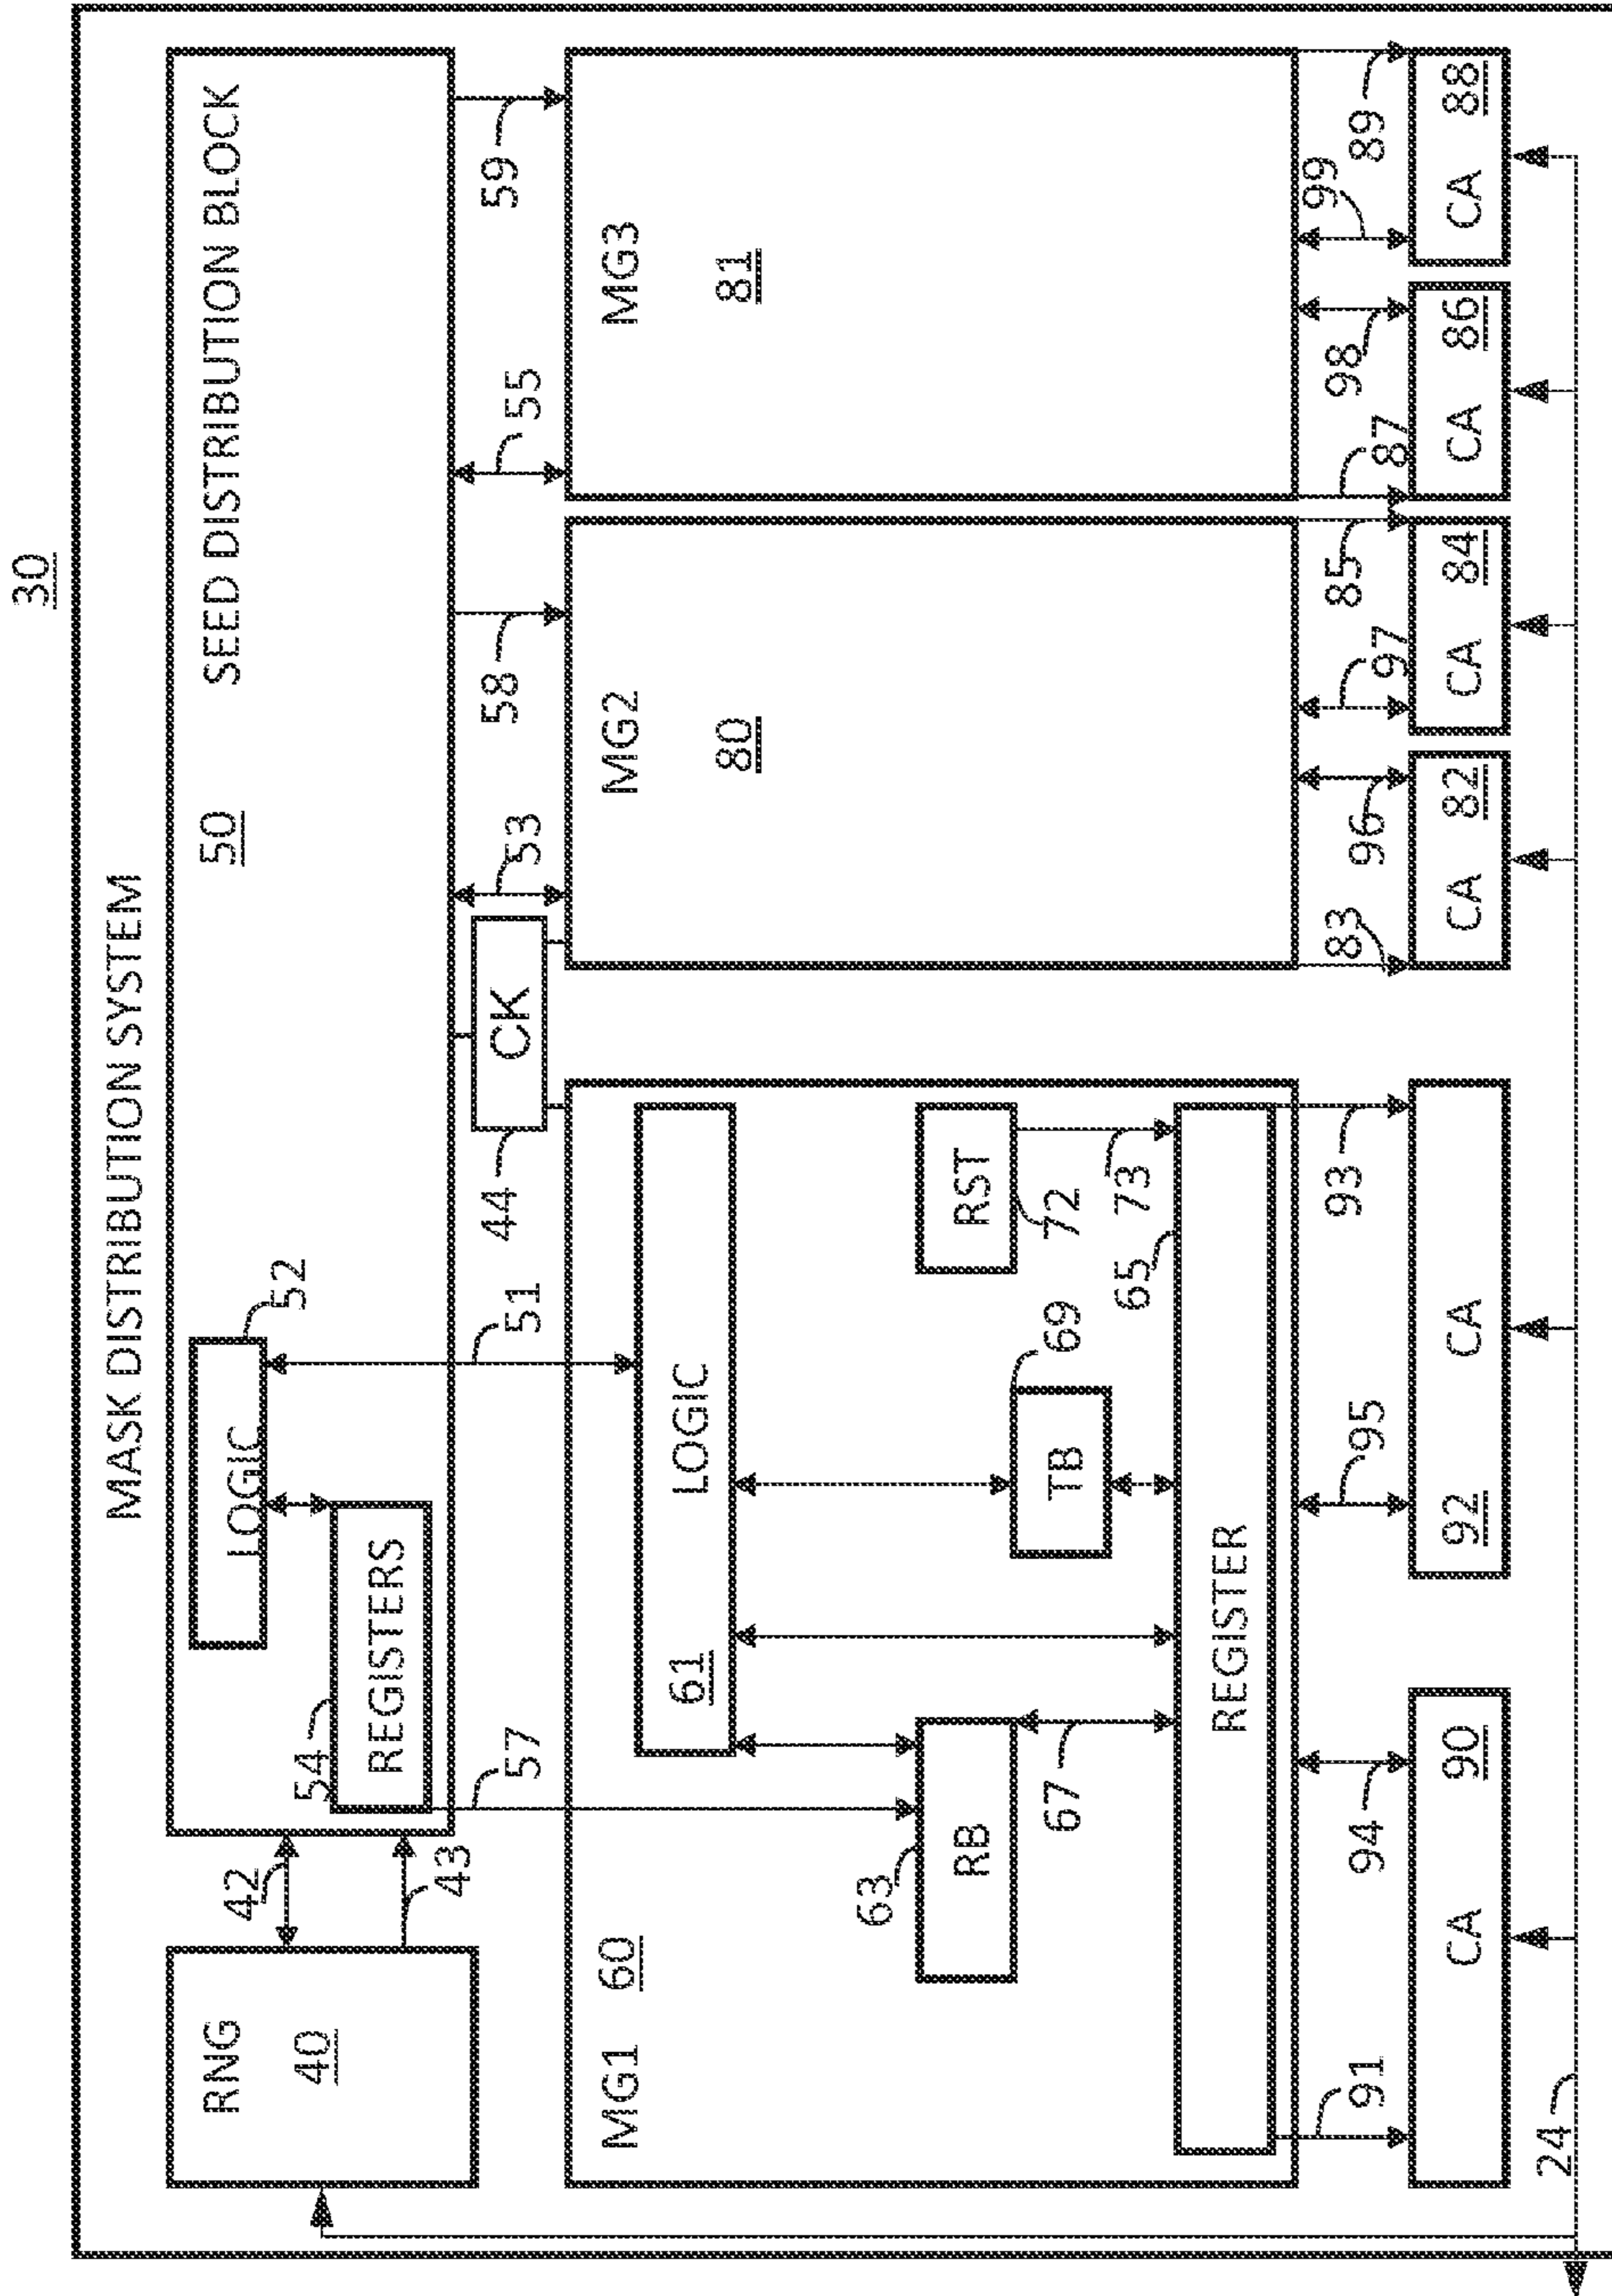 30
MASK DISTRIBUTION SYSTEM
RNG
40
42
43
50
SEED DISTRIBUTION BLOCK
LOGIC
52
54
REGISTERS
57
51
44
CK
53
58
55
59
MG1
60
61
LOGIC
63
RB
67
TB
69
RST
72
73
65
REGISTER
MG2
80
MG3
81
91
94
95
93
83
96
97
85
87
98
99
89
CA
90
92
CA
CA
82
CA
84
CA
86
CA
88
24